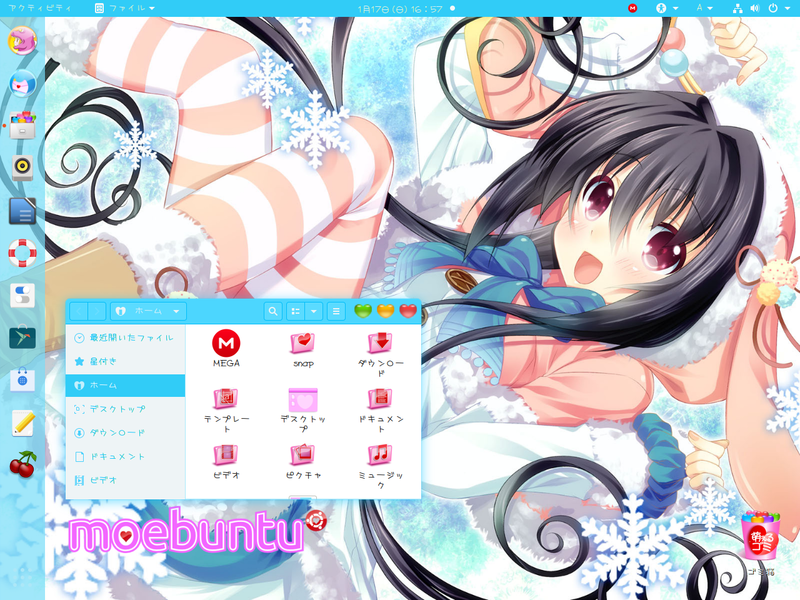 アクティビティ
ファイル
1月17日(日) 16:57
A
ホーム
最近開いたファイル
星付き
ホーム
デスクトップ
ダウンロード
ドキュメント
ビデオ
MEGA
snap
ダウンロー
ド
テンプレー
ト
デスクトッ
プ
ドキュメン
ト
ビデオ
ピクチャ
ミュージッ
ク
moebuntu
萌える
ゴミ
ゴミ箱